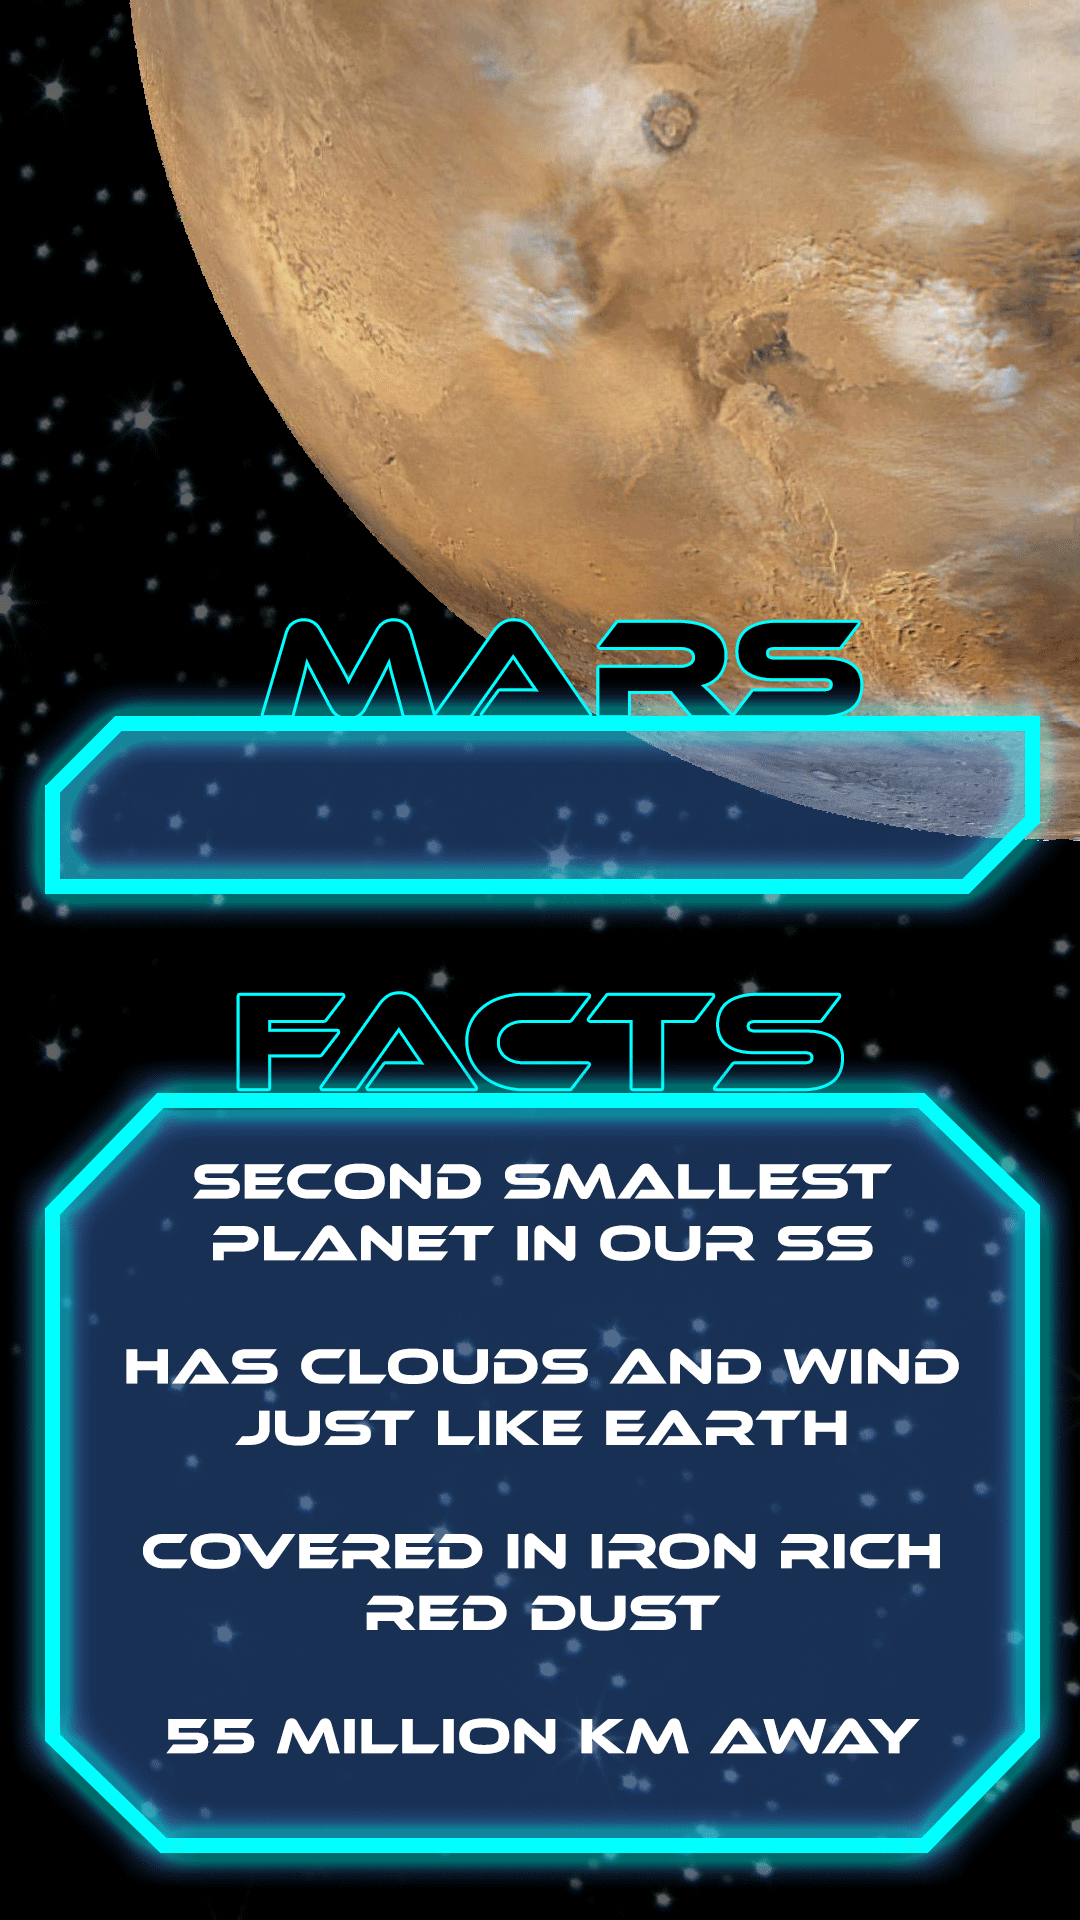 MARS
FACTS
SECOND SMALLEST
PLANET IN OUR SS
HAS CLOUDS AND WIND
JUST LIKE EARTH
COVERED IN IRON RICH
RED DUST
55 MILLION KM AWAY